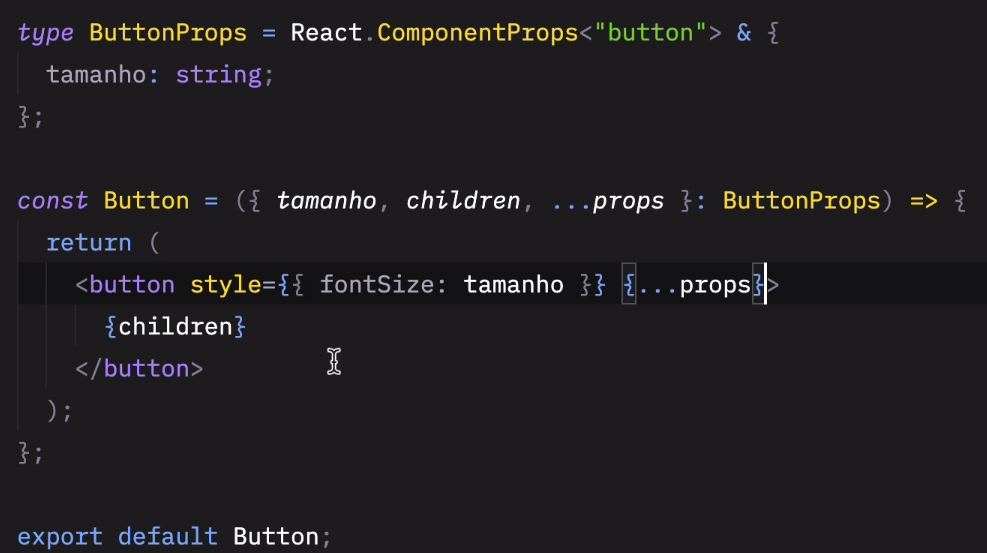 type ButtonProps = React.ComponentProps<"button"> & {
  tamanho: string;
};

const Button = ({ tamanho, children, ...props }: ButtonProps) => {
  return (
    <button style={{ fontSize: tamanho }} {...props}>
      {children}
    </button>
  );
};

export default Button;